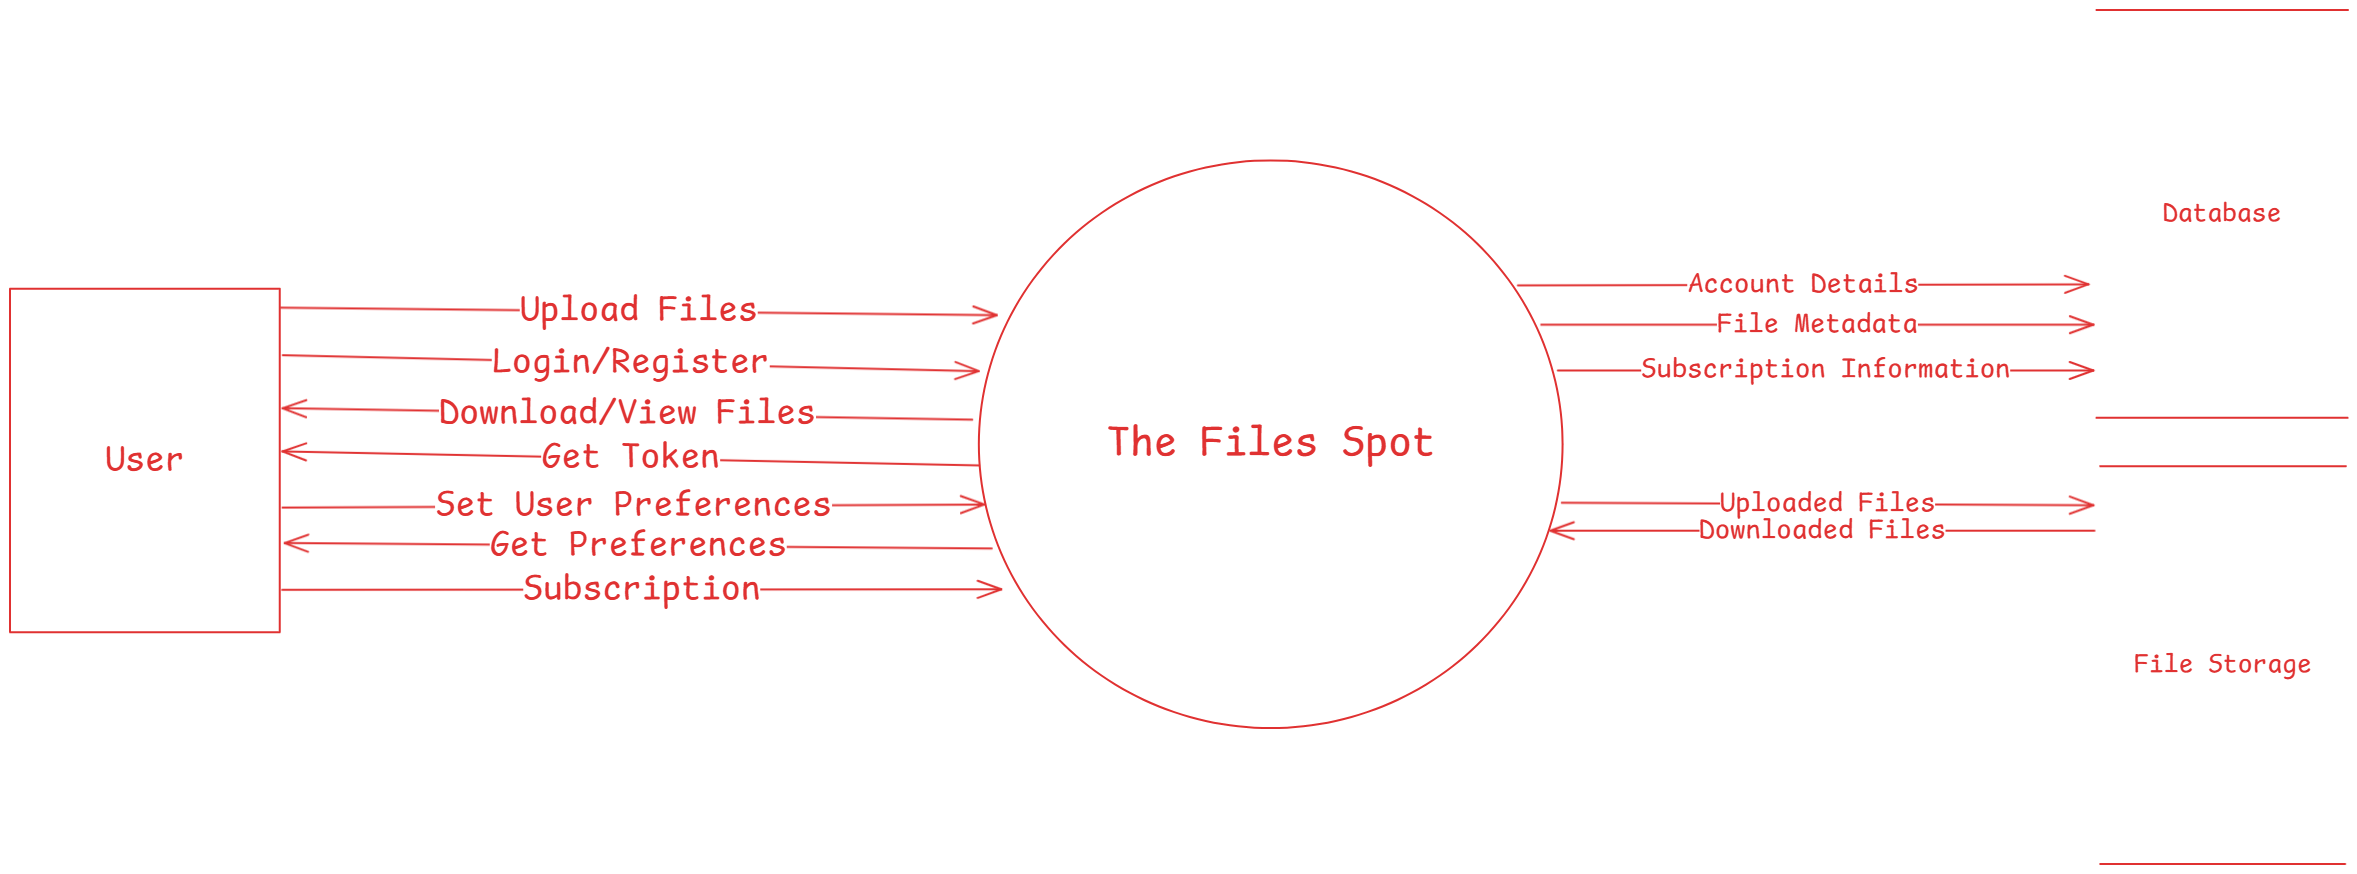 Database
Account Details
Upload Files
File Metadata
Login/Register
Subscription Information
Download/View Files
The Files Spot
Get Token
User
Set User Preferences
Uploaded Files
Downloaded Files
Get Preferences
Subscription
File Storage